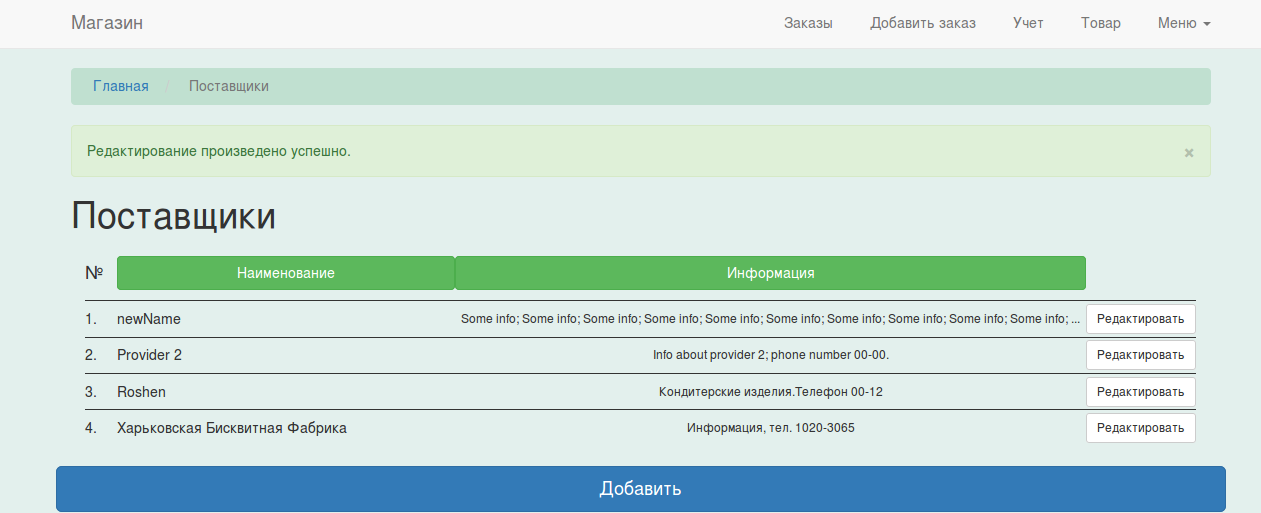 Магазин Заказы Добавить заказ Учет Товар Меню
Главная / Поставщики
Редактирование произведено успешно. ×
Поставщики
№ Наименование Информация
1. newName Some info; Some info; Some info; Some info; Some info; Some info; Some info; Some info; Some info; Some info; ... Редактировать
2. Provider 2 Info about provider 2; phone number 00-00. Редактировать
3. Roshen Кондитерские изделия.Телефон 00-12 Редактировать
4. Харьковская Бисквитная Фабрика Информация, тел. 1020-3065 Редактировать
Добавить